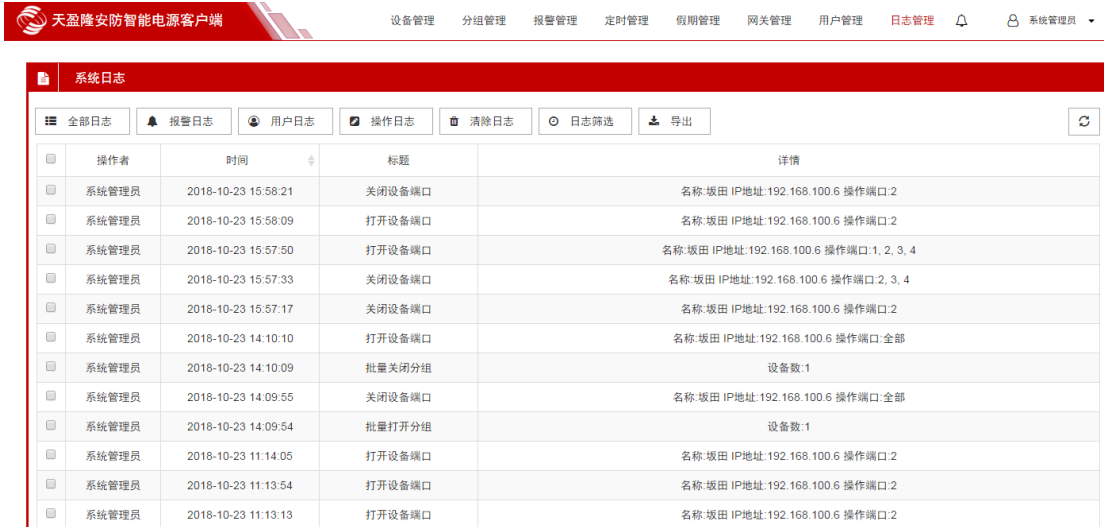 天盈隆安防智能电源客户端 设备管理 分组管理 报警管理 定时管理 假期管理 网关管理 用户管理 日志管理 系统管理员
系统日志
全部日志 报警日志 用户日志 操作日志 清除日志 日志筛选 导出
操作者 时间 标题 详情
系统管理员 2018-10-23 15:58:21 关闭设备端口 名称:坂田 IP地址:192.168.100.6 操作端口:2
系统管理员 2018-10-23 15:58:09 打开设备端口 名称:坂田 IP地址:192.168.100.6 操作端口:2
系统管理员 2018-10-23 15:57:50 打开设备端口 名称:坂田 IP地址:192.168.100.6 操作端口:1, 2, 3, 4
系统管理员 2018-10-23 15:57:33 关闭设备端口 名称:坂田 IP地址:192.168.100.6 操作端口:2, 3, 4
系统管理员 2018-10-23 15:57:17 关闭设备端口 名称:坂田 IP地址:192.168.100.6 操作端口:2
系统管理员 2018-10-23 14:10:10 打开设备端口 名称:坂田 IP地址:192.168.100.6 操作端口:全部
系统管理员 2018-10-23 14:10:09 批量关闭分组 设备数:1
系统管理员 2018-10-23 14:09:55 关闭设备端口 名称:坂田 IP地址:192.168.100.6 操作端口:全部
系统管理员 2018-10-23 14:09:54 批量打开分组 设备数:1
系统管理员 2018-10-23 11:14:05 打开设备端口 名称:坂田 IP地址:192.168.100.6 操作端口:2
系统管理员 2018-10-23 11:13:54 打开设备端口 名称:坂田 IP地址:192.168.100.6 操作端口:2
系统管理员 2018-10-23 11:13:13 打开设备端口 名称:坂田 IP地址:192.168.100.6 操作端口:2